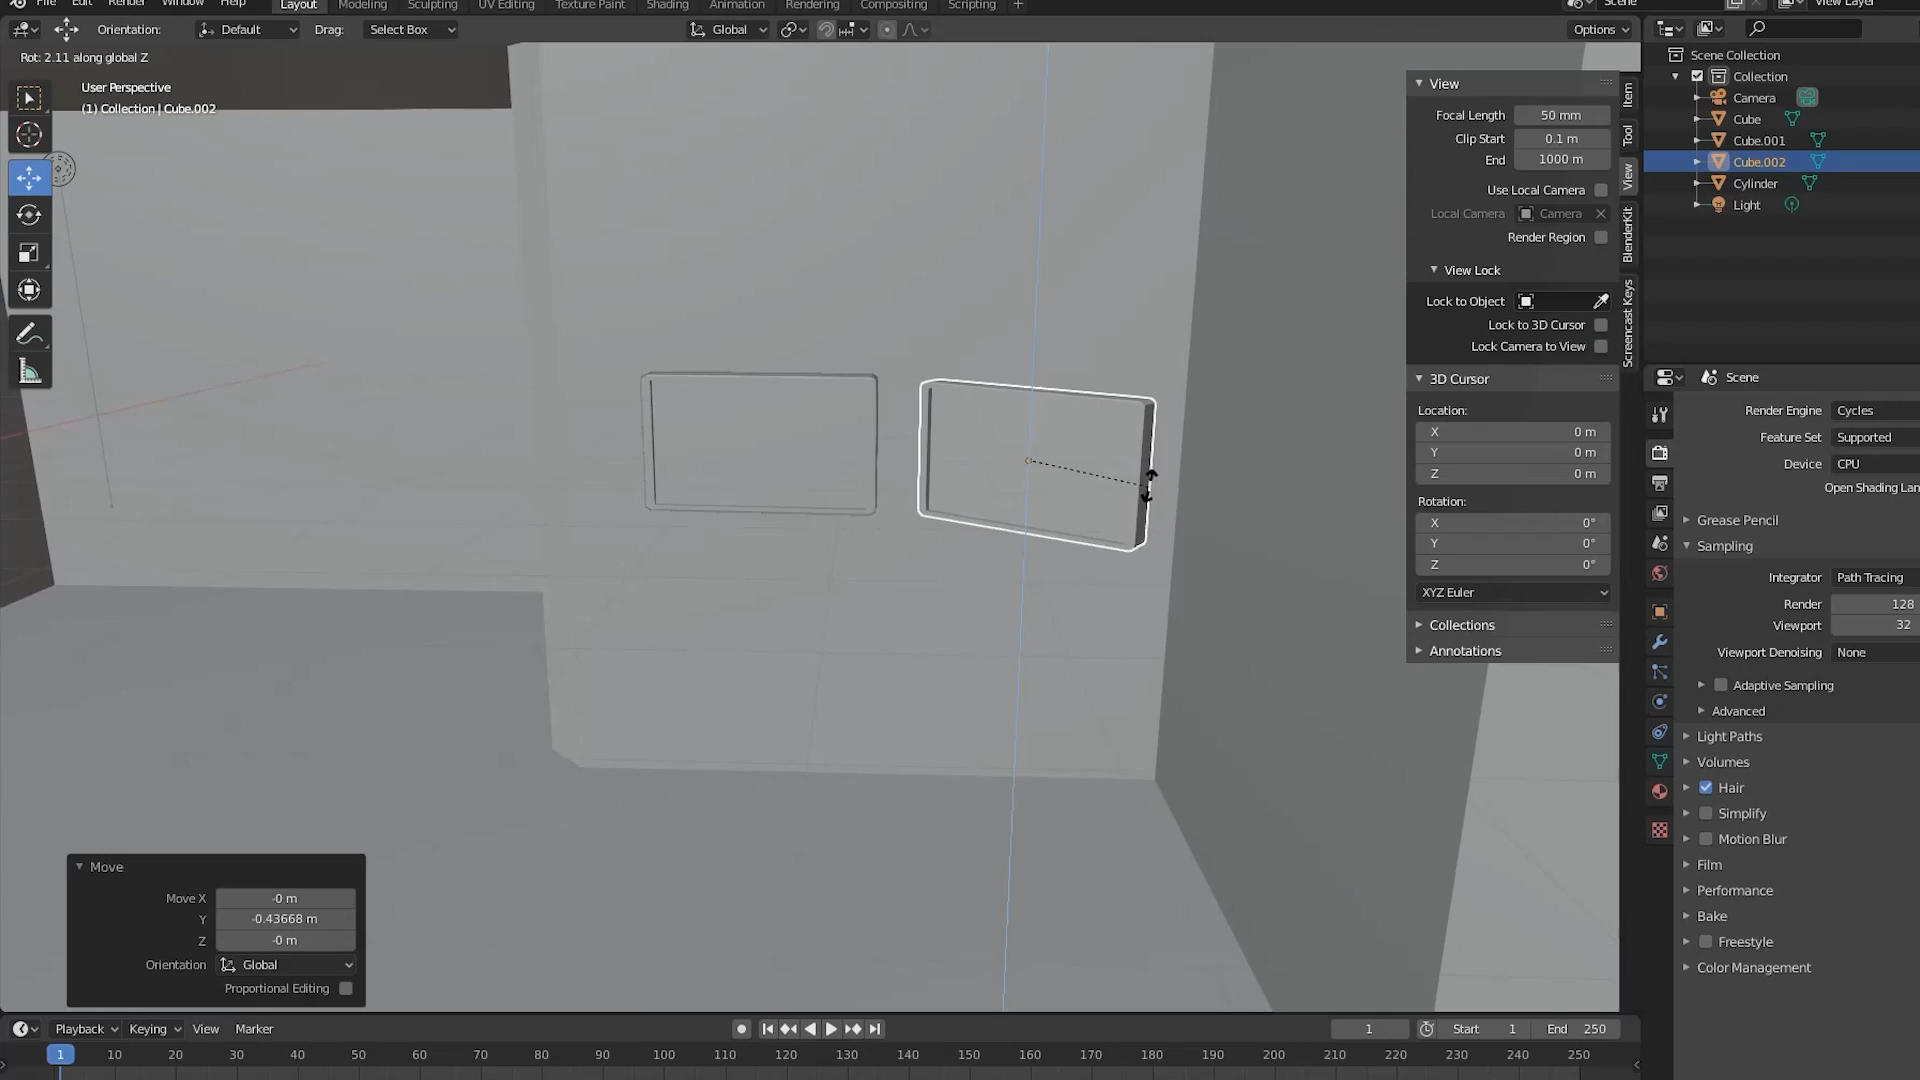 File Edit Render Window Help Layout Modeling Sculpting UV Editing Texture Paint Shading Animation Rendering Compositing Scripting + Scene View Layer
Orientation: Default Drag: Select Box Global Options
Rot: 2.11 along global Z
User Perspective
(1) Collection | Cube.002
View
Focal Length 50 mm
Clip Start 0.1 m
End 1000 m
Use Local Camera
Local Camera Camera
Render Region
View Lock
Lock to Object
Lock to 3D Cursor
Lock Camera to View
3D Cursor
Location:
X 0 m
Y 0 m
Z 0 m
Rotation:
X 0°
Y 0°
Z 0°
XYZ Euler
Collections
Annotations
Item
Tool
View
BlenderKit
Screencast Keys
Scene Collection
Collection
Camera
Cube
Cube.001
Cube.002
Cylinder
Light
Scene
Render Engine Cycles
Feature Set Supported
Device CPU
Open Shading Lan
Grease Pencil
Sampling
Integrator Path Tracing
Render 128
Viewport 32
Viewport Denoising None
Adaptive Sampling
Advanced
Light Paths
Volumes
Hair
Simplify
Motion Blur
Film
Performance
Bake
Freestyle
Color Management
Move
Move X -0 m
Y -0.43668 m
Z -0 m
Orientation Global
Proportional Editing
Playback Keying View Marker 1 Start 1 End 250
1 10 20 30 40 50 60 70 80 90 100 110 120 130 140 150 160 170 180 190 200 210 220 230 240 250